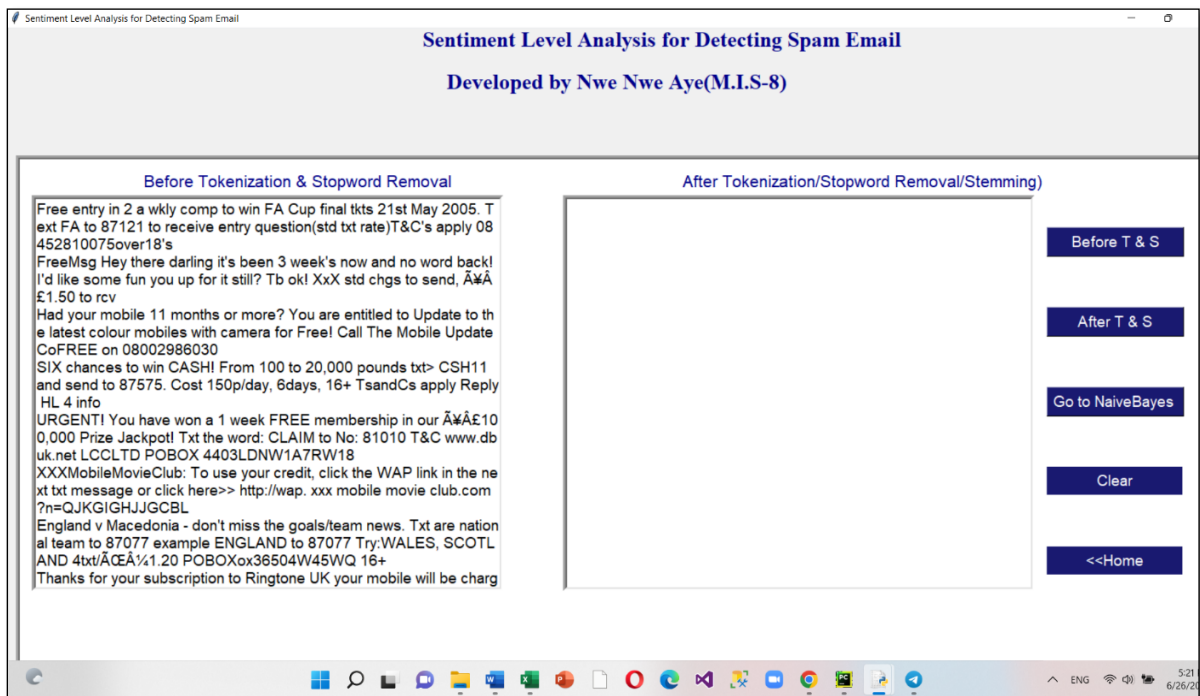 Sentiment Level Analysis for Detecting Spam Email
Sentiment Level Analysis for Detecting Spam Email
Developed by Nwe Nwe Aye(M.I.S-8)
Before Tokenization & Stopword Removal
Free entry in 2 a wkly comp to win FA Cup final tkts 21st May 2005. T
ext FA to 87121 to receive entry question(std txt rate)T&C's apply 08
452810075over18's
FreeMsg Hey there darling it's been 3 week's now and no word back!
I'd like some fun you up for it still? Tb ok! XxX std chgs to send, Ã¥Â
£1.50 to rcv
Had your mobile 11 months or more? You are entitled to Update to th
e latest colour mobiles with camera for Free! Call The Mobile Update
CoFREE on 08002986030
SIX chances to win CASH! From 100 to 20,000 pounds txt> CSH11
and send to 87575. Cost 150p/day, 6days, 16+ TsandCs apply Reply
HL 4 info
URGENT! You have won a 1 week FREE membership in our Ã¥Â£10
0,000 Prize Jackpot! Txt the word: CLAIM to No: 81010 T&C www.db
uk.net LCCLTD POBOX 4403LDNW1A7RW18
XXXMobileMovieClub: To use your credit, click the WAP link in the ne
xt txt message or click here>> http://wap. xxx mobile movie club.com
?n=QJKGIGHJJGCBL
England v Macedonia - don't miss the goals/team news. Txt are nation
al team to 87077 example ENGLAND to 87077 Try:WALES, SCOTL
AND 4txt/ÃŒÂ¼1.20 POBOXox36504W45WQ 16+
Thanks for your subscription to Ringtone UK your mobile will be charg
After Tokenization/Stopword Removal/Stemming)
Before T & S
After T & S
Go to NaiveBayes
Clear
<<Home
ENG
5:21